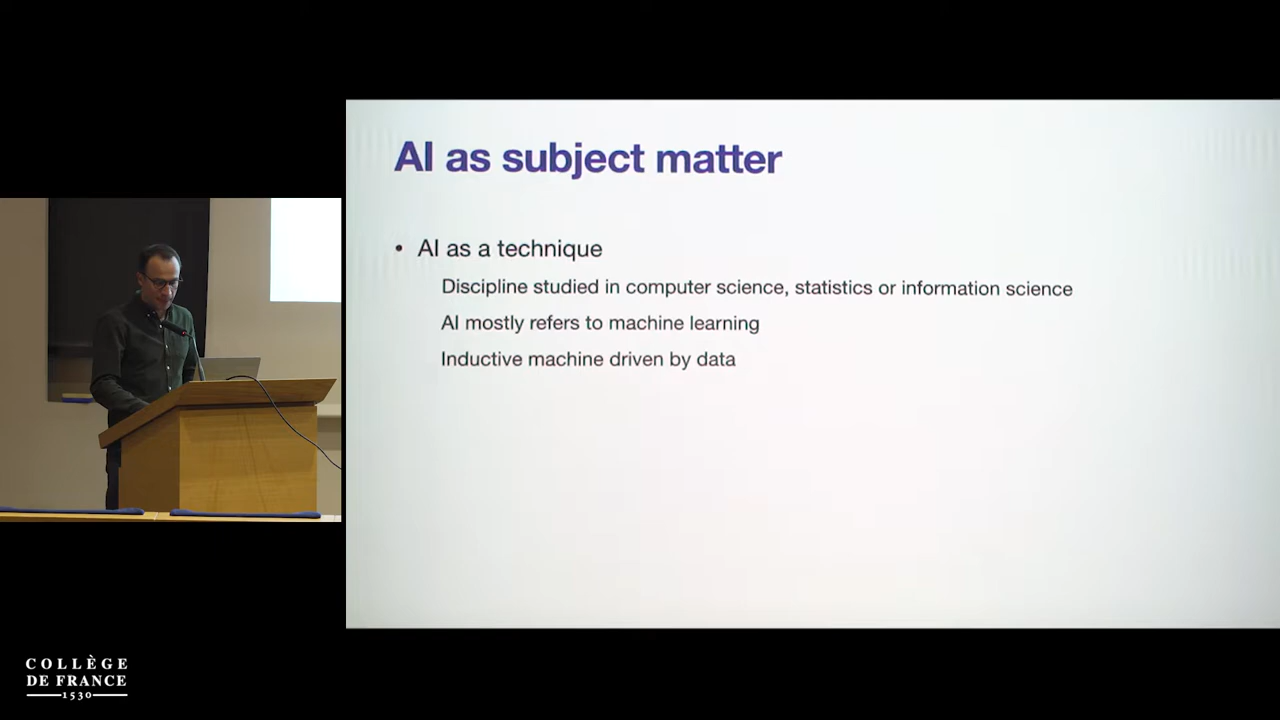 AI as subject matter
• AI as a technique
Discipline studied in computer science, statistics or information science
AI mostly refers to machine learning
Inductive machine driven by data
COLLÈGE
DE FRANCE
1530